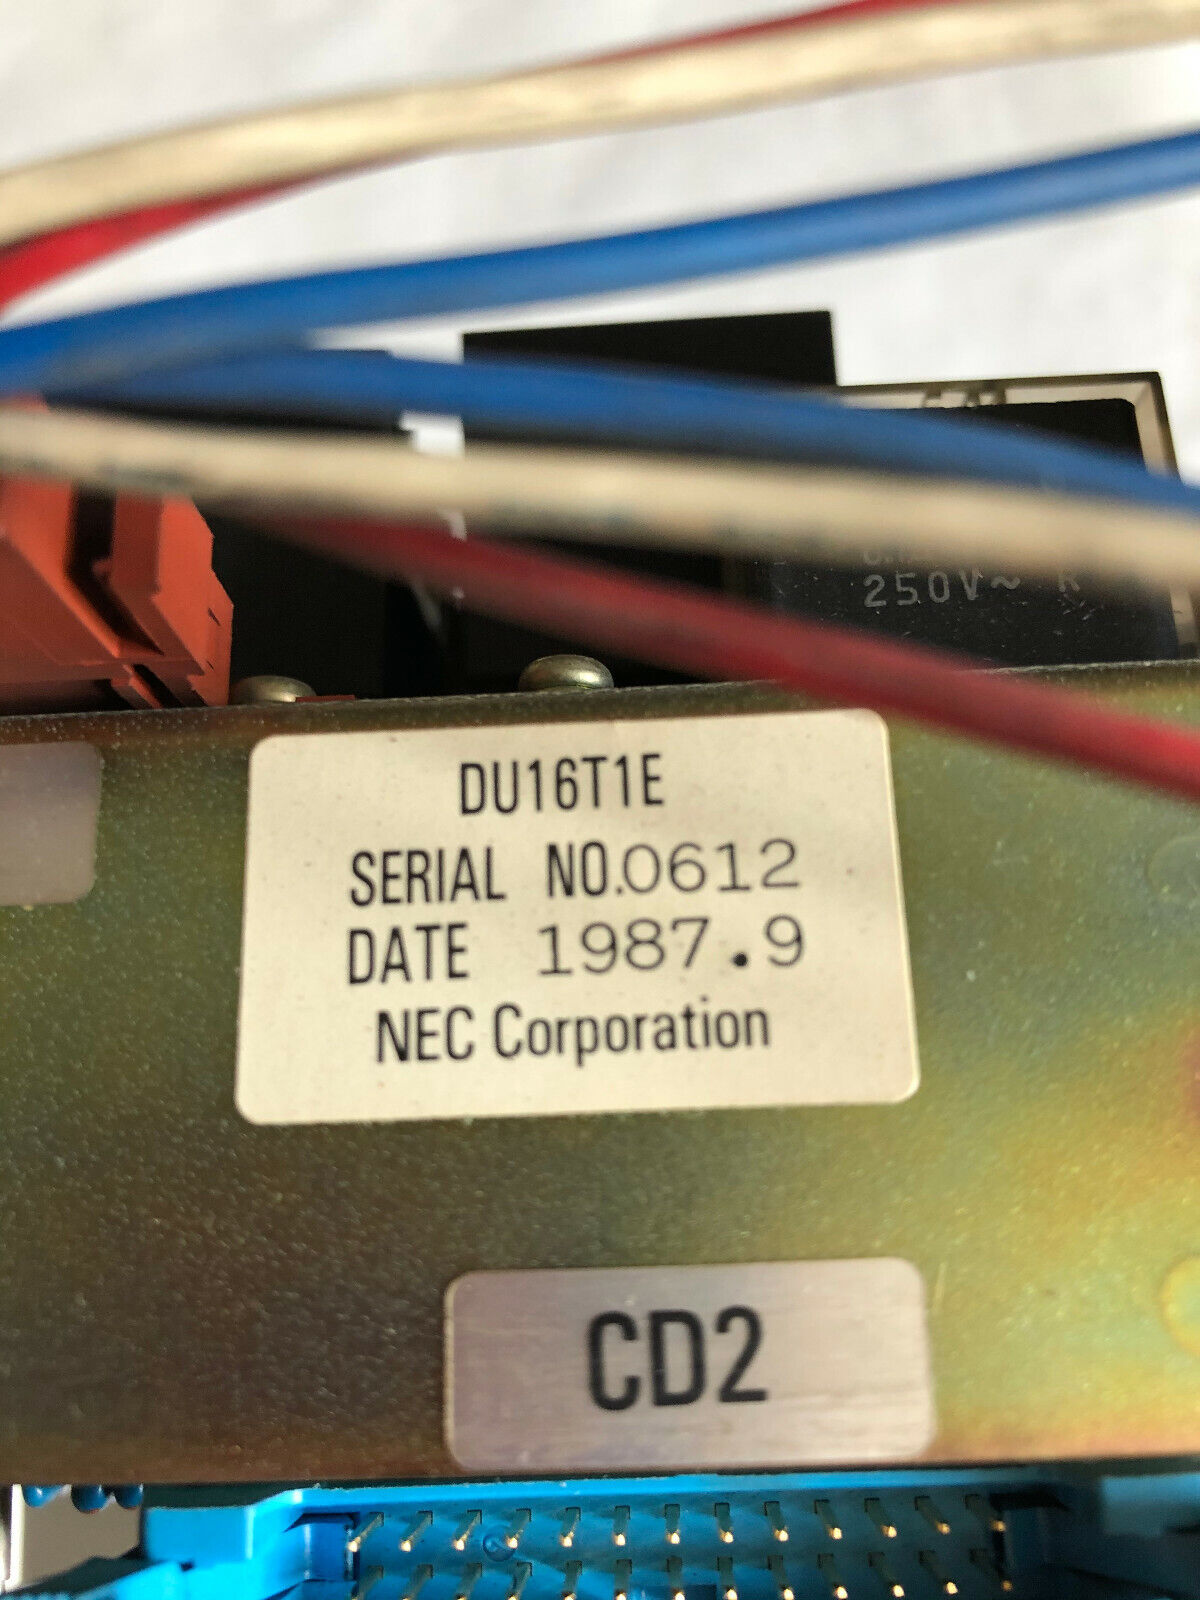 250V~ R
DU16T1E
SERIAL NO.0612
DATE 1987.9
NEC Corporation
CD2